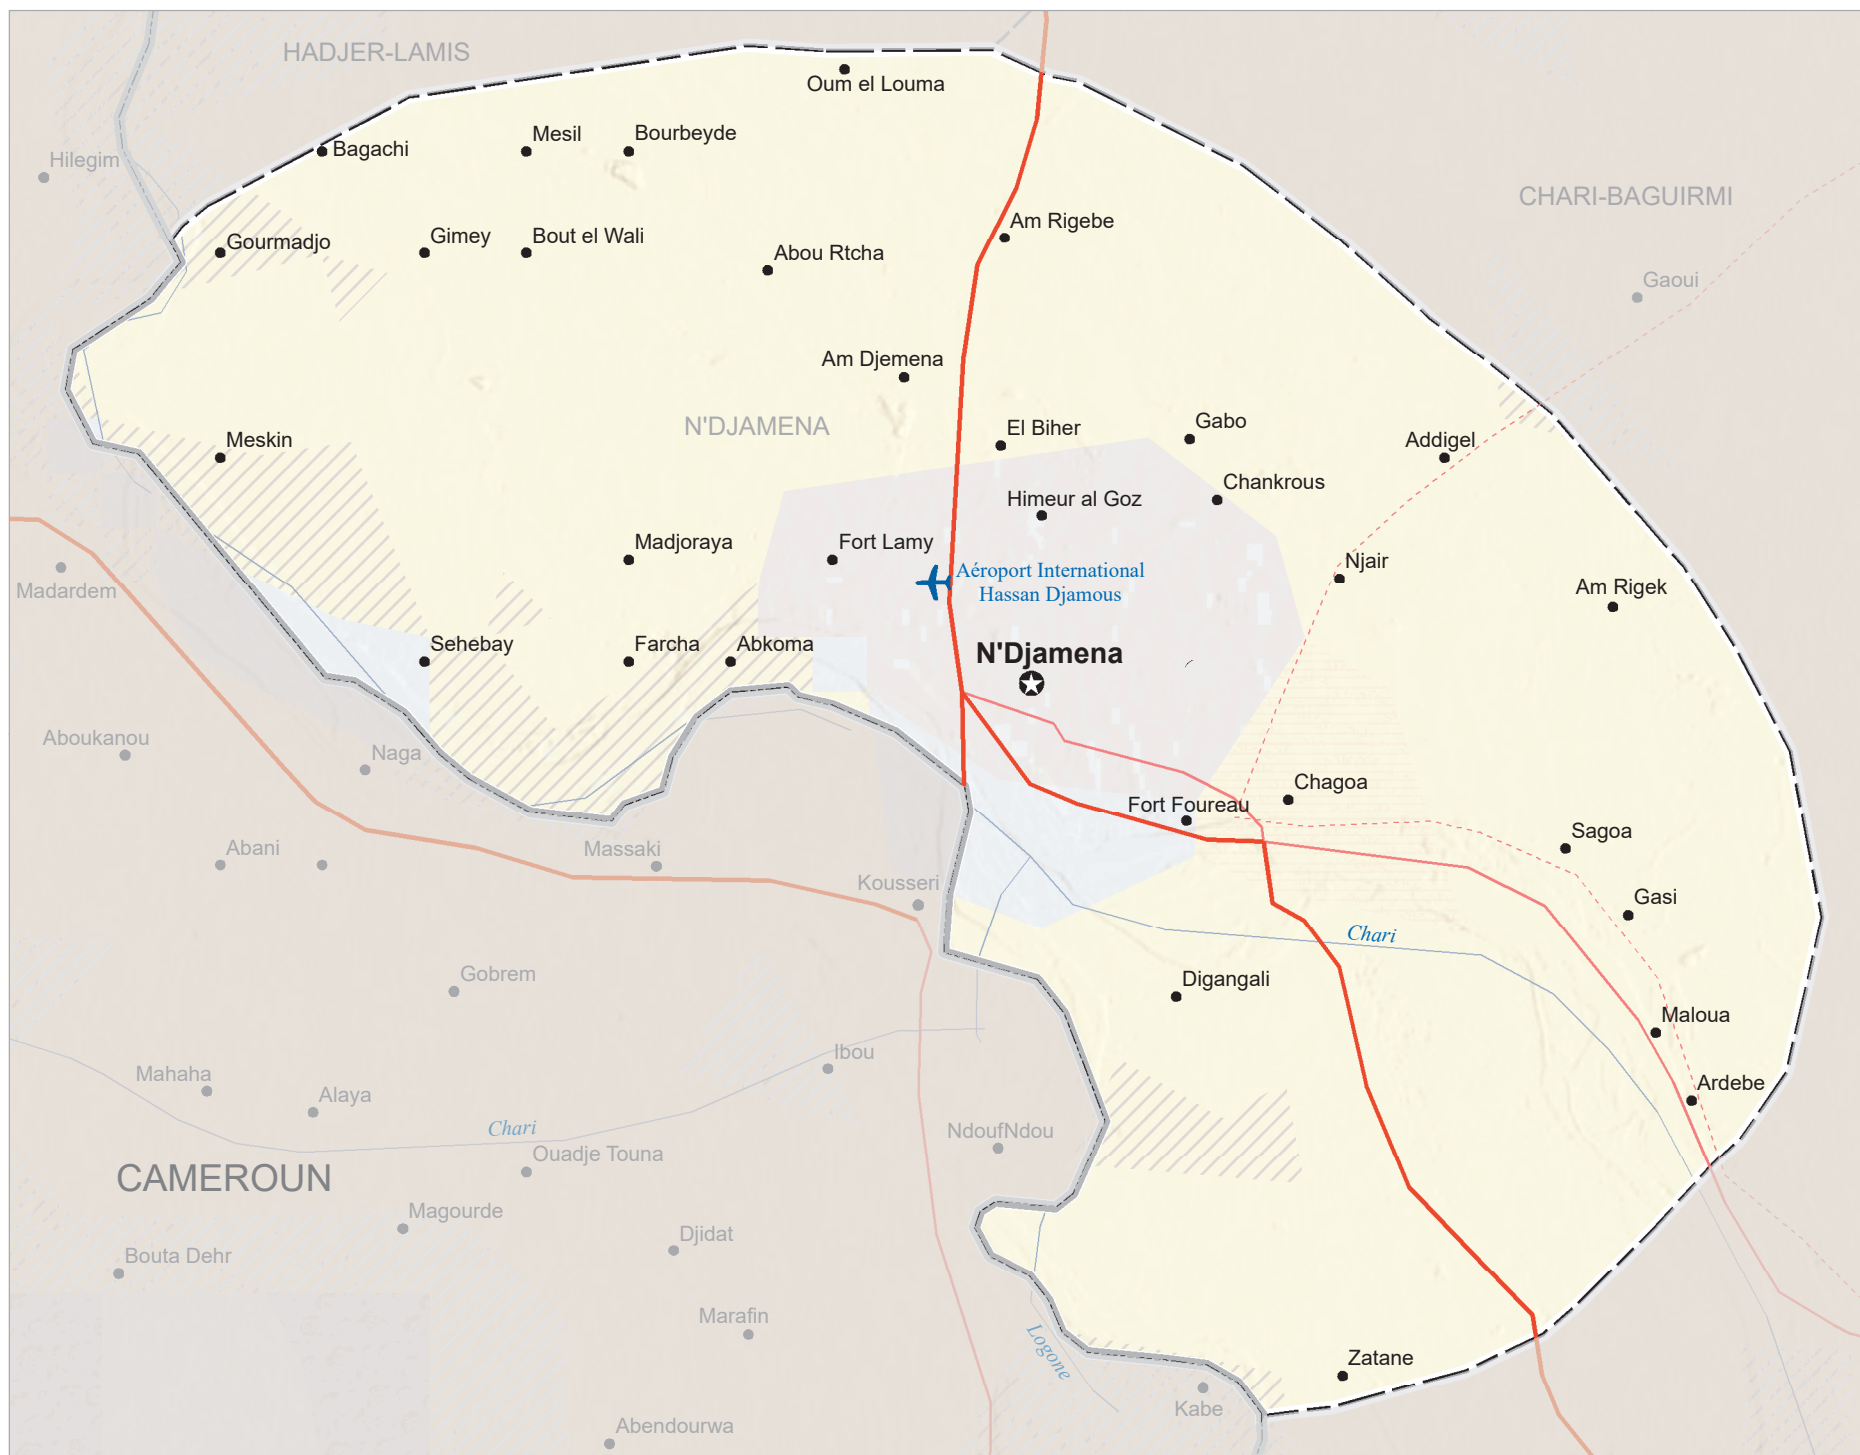 HADJER-LAMIS
Oum el Louma
Mesil
Bourbeyde
Bagachi
Hilegim
CHARI-BAGUIRMI
Am Rigebe
Gourmadjo
Gimey
Bout el Wali
Abou Rtcha
Gaoui
Am Djemena
N'DJAMENA
El Biher
Gabo
Addigel
Meskin
Chankrous
Himeur al Goz
Madjoraya
Fort Lamy
Njair
Aéroport International
Hassan Djamous
Madardem
Am Rigek
Sehebay
Farcha
Abkoma
N'Djamena
Aboukanou
Naga
Chagoa
Fort Foureau
Sagoa
Abani
Massaki
Kousseri
Gasi
Chari
Gobrem
Digangali
Maloua
Ibou
Mahaha
Alaya
Ardebe
Chari
NdoufNdou
Ouadje Touna
CAMEROUN
Magourde
Djidat
Bouta Dehr
Marafin
Logone
Zatane
Kabe
Abendourwa